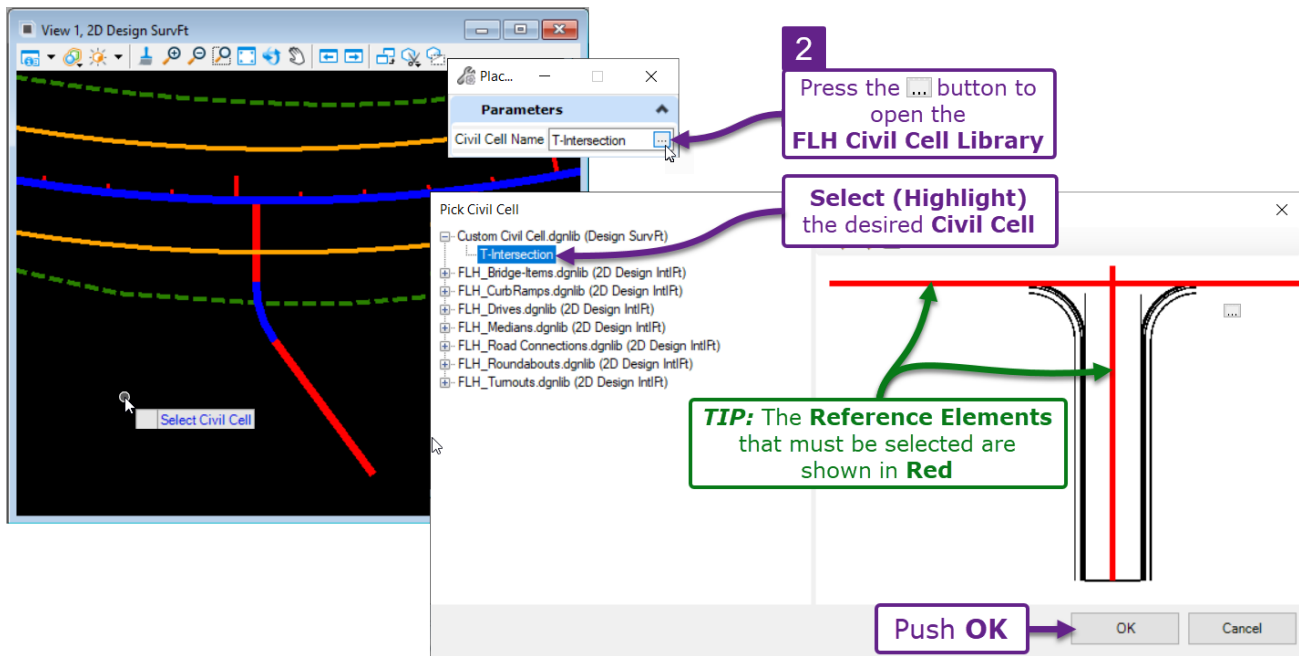 View 1, 2D Design SurvFt
Plac...
Parameters
Civil Cell Name T-Intersection ...
2
Press the ... button to
open the
FLH Civil Cell Library
Select (Highlight)
the desired Civil Cell
Pick Civil Cell
Custom Civil Cell.dgnlib (Design SurvFt)
T-Intersection
FLH_Bridge-Items.dgnlib (2D Design IntlFt)
FLH_CurbRamps.dgnlib (2D Design IntlFt)
FLH_Drives.dgnlib (2D Design IntlFt)
FLH_Medians.dgnlib (2D Design IntlFt)
FLH_Road Connections.dgnlib (2D Design IntlFt)
FLH_Roundabouts.dgnlib (2D Design IntlFt)
FLH_Turnouts.dgnlib (2D Design IntlFt)
...
Select Civil Cell
TIP: The Reference Elements
that must be selected are
shown in Red
Push OK
OK
Cancel